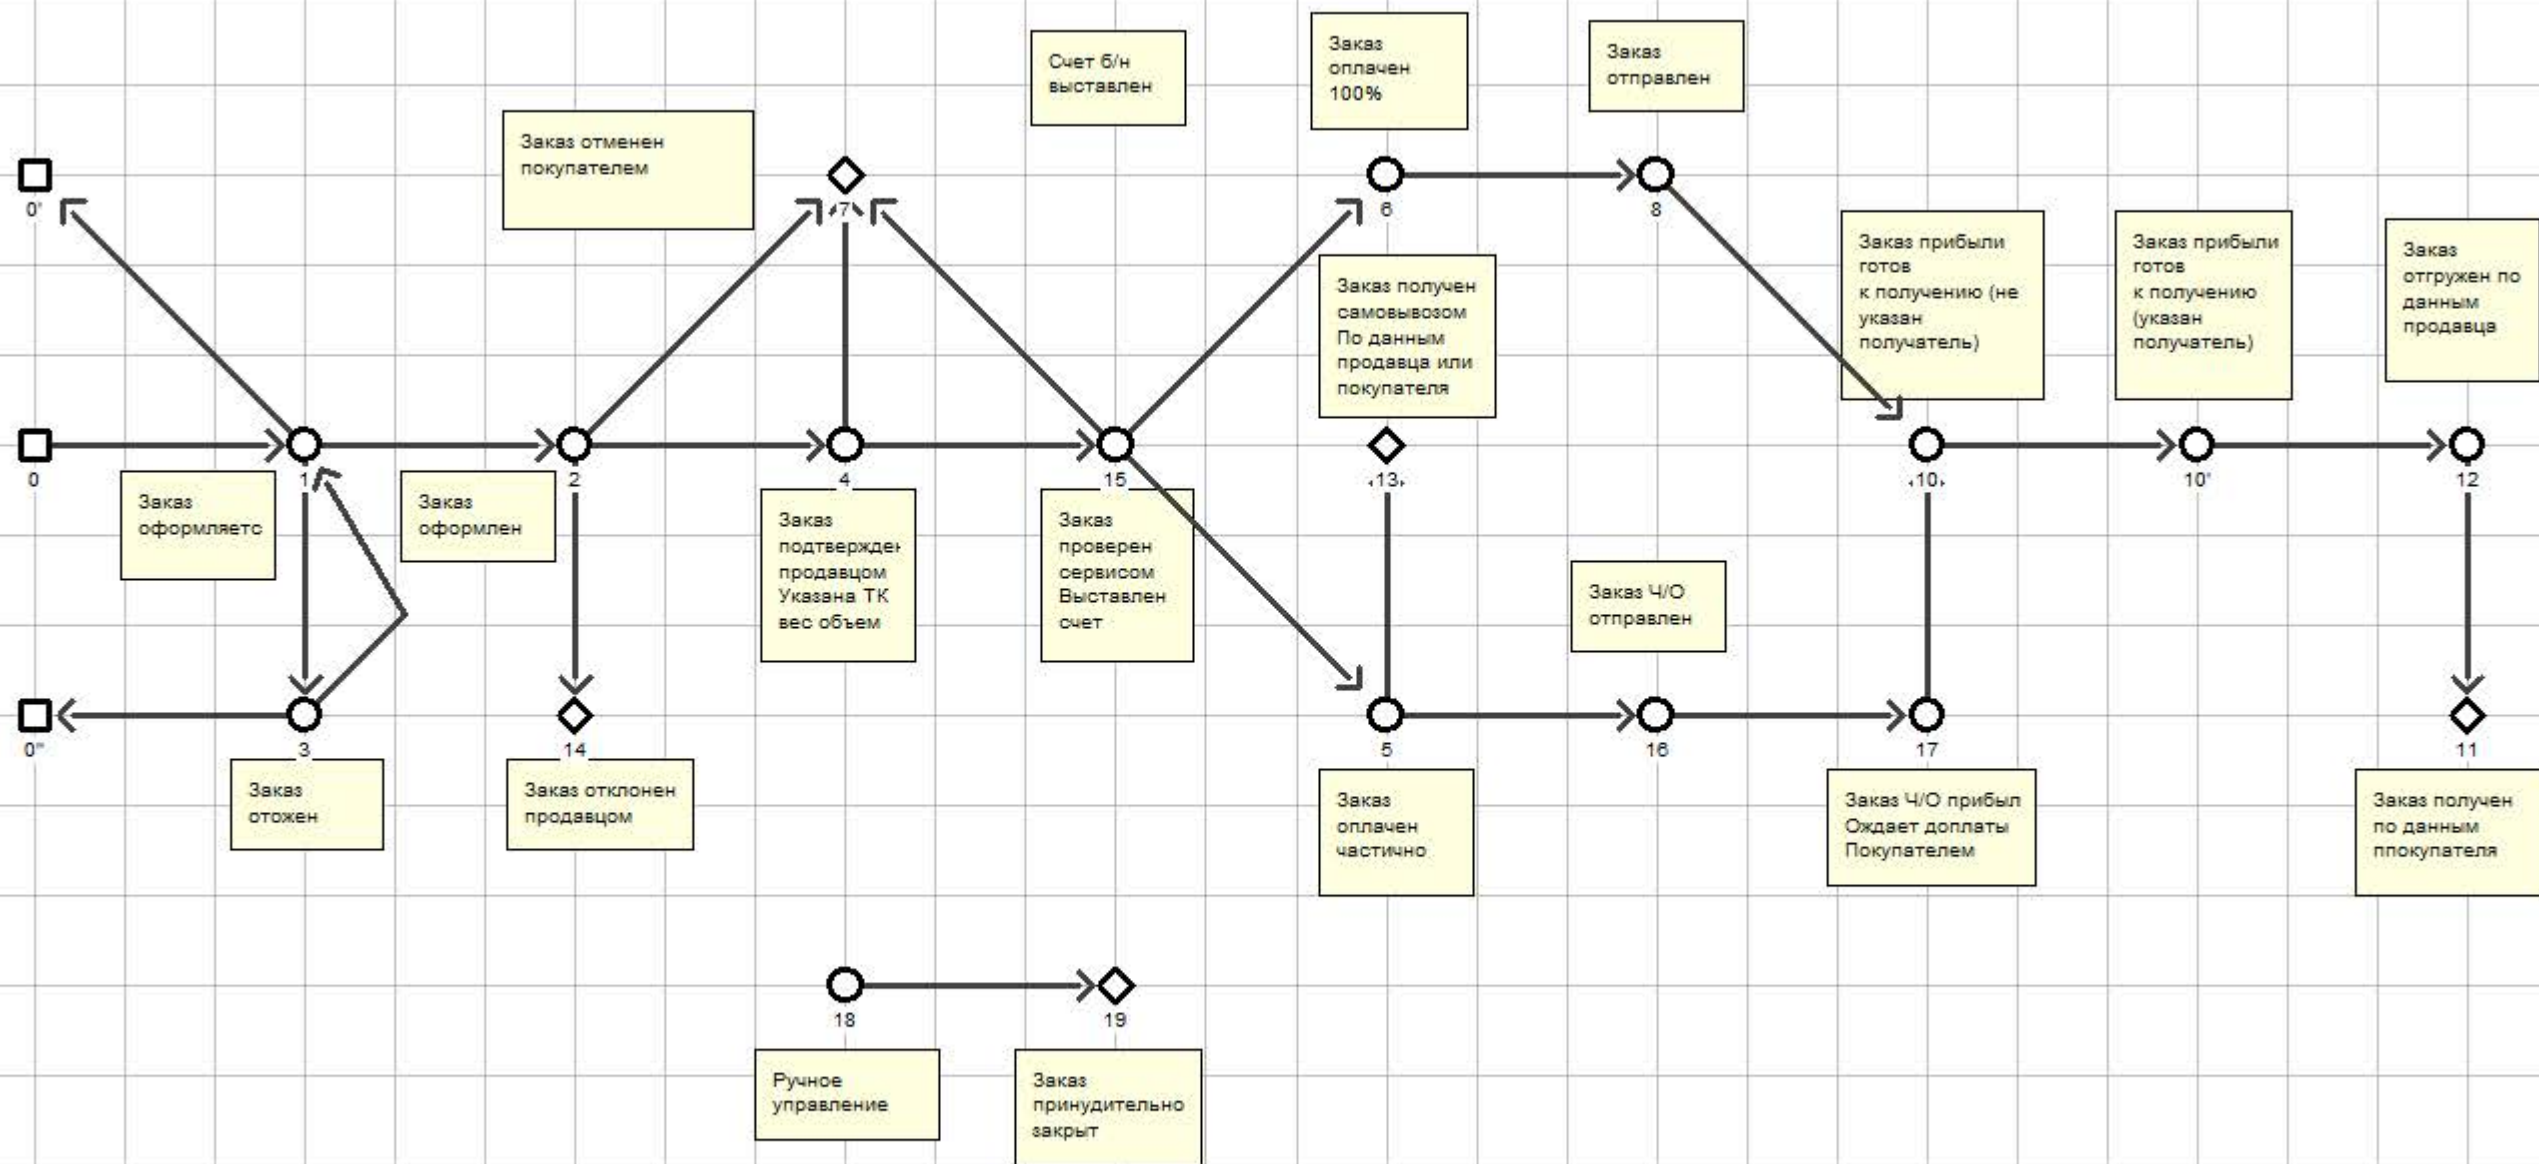 Счет б/н
выставлен
Заказ
оплачен
100%
Заказ
отправлен
Заказ отменен
покупателем
0'
7
6
8
Заказ прибыли
готов
к получению (не
указан
получатель)
Заказ прибыли
готов
к получению
(указан
получатель)
Заказ
отгружен по
данным
продавца
Заказ получен
самовывозом
По данным
продавца или
покупателя
0
1
2
4
15
13
10
10'
12
Заказ
оформляетс
Заказ
оформлен
Заказ
подтвержден
продавцом
Указана ТК
вес объем
Заказ
проверен
сервисом
Выставлен
счет
Заказ Ч/О
отправлен
0"
3
14
5
16
17
11
Заказ
отожен
Заказ отклонен
продавцом
Заказ
оплачен
частично
Заказ Ч/О прибыл
Ождает доплаты
Покупателем
Заказ получен
по данным
ппокупателя
18
19
Ручное
управление
Заказ
принудительно
закрыт